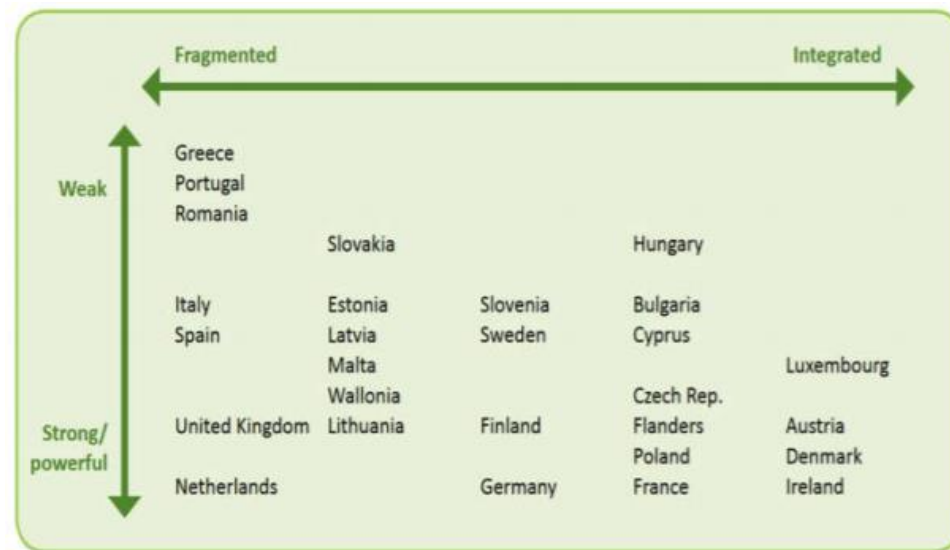 Fragmented Integrated
Greece
Weak Portugal
Romania
Slovakia Hungary
Italy Estonia Slovenia Bulgaria
Spain Latvia Sweden Cyprus
Malta Luxembourg
Wallonia Czech Rep.
Strong/ United Kingdom Lithuania Finland Flanders Austria
powerful Poland Denmark
Netherlands Germany France Ireland